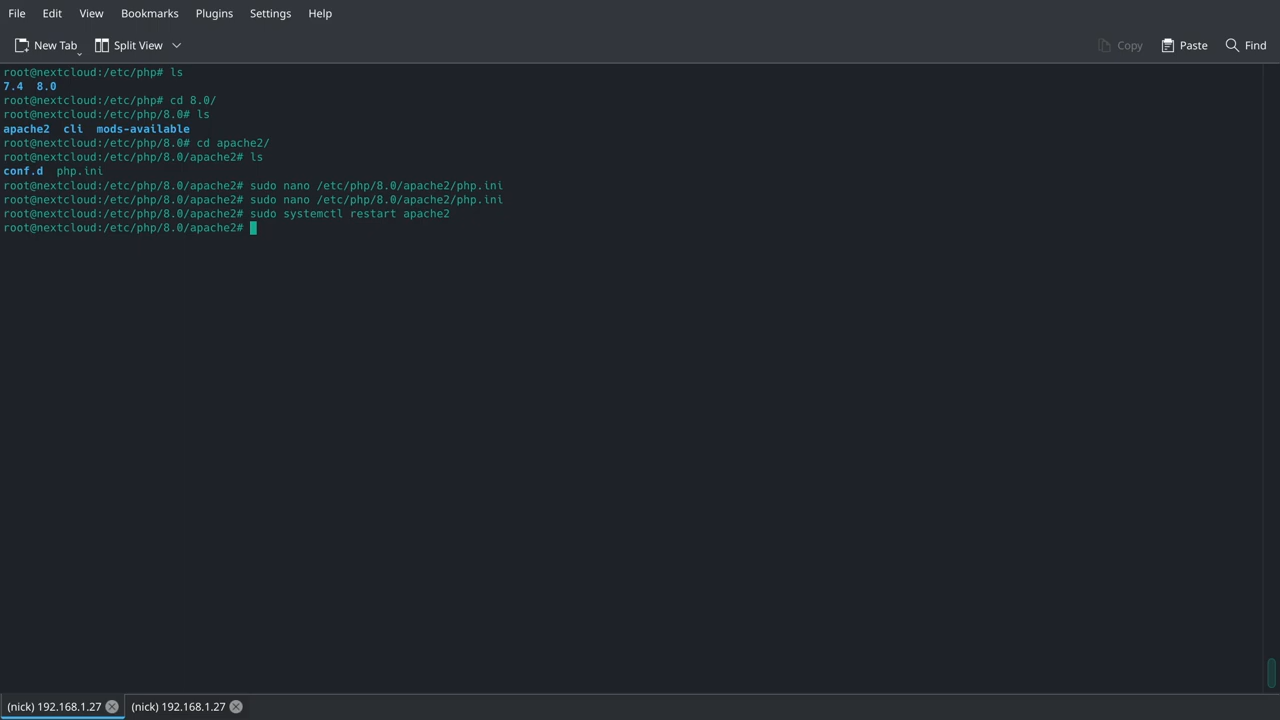 File Edit View Bookmarks Plugins Settings Help
New Tab Split View Copy Paste Find
root@nextcloud:/etc/php# ls
7.4  8.0
root@nextcloud:/etc/php# cd 8.0/
root@nextcloud:/etc/php/8.0# ls
apache2  cli  mods-available
root@nextcloud:/etc/php/8.0# cd apache2/
root@nextcloud:/etc/php/8.0/apache2# ls
conf.d  php.ini
root@nextcloud:/etc/php/8.0/apache2# sudo nano /etc/php/8.0/apache2/php.ini
root@nextcloud:/etc/php/8.0/apache2# sudo nano /etc/php/8.0/apache2/php.ini
root@nextcloud:/etc/php/8.0/apache2# sudo systemctl restart apache2
root@nextcloud:/etc/php/8.0/apache2#
(nick) 192.168.1.27 (nick) 192.168.1.27